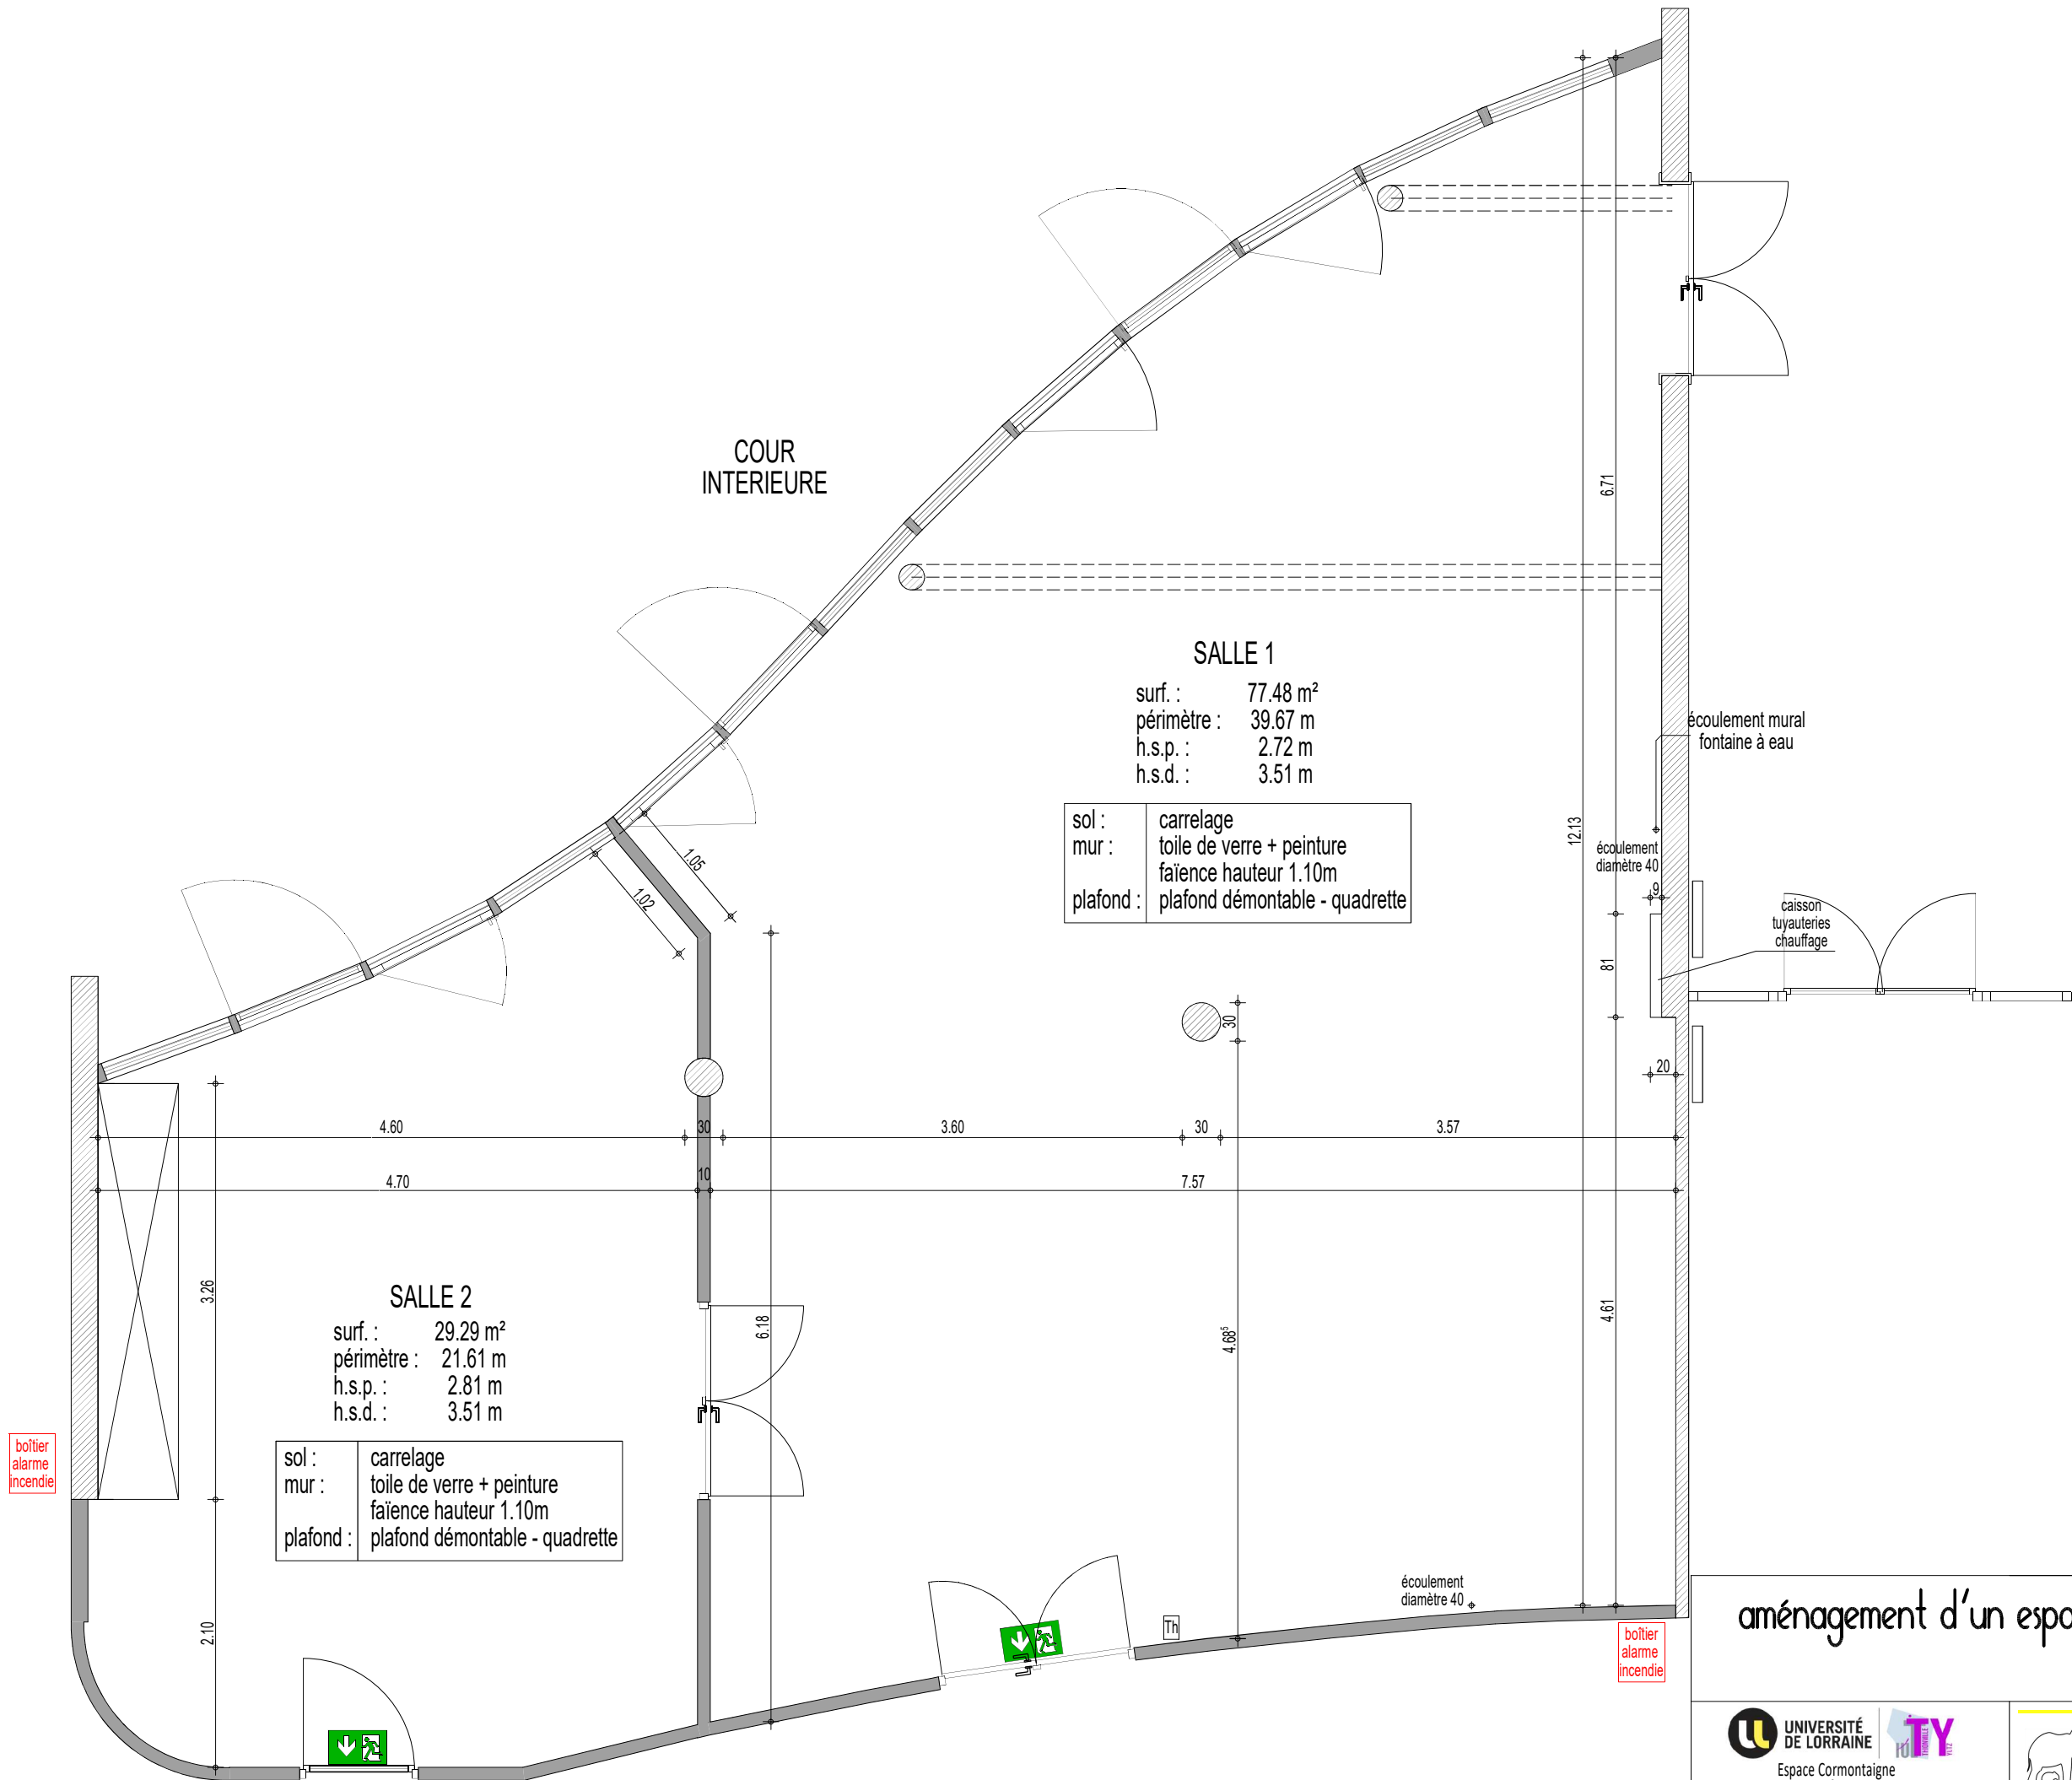 COUR
INTERIEURE
SALLE 1
surf. : 77.48 m²
périmètre : 39.67 m
h.s.p. : 2.72 m
h.s.d. : 3.51 m
sol : carrelage
mur : toile de verre + peinture
faïence hauteur 1.10m
plafond : plafond démontable - quadrette
6.71
12.13
écoulement mural
fontaine à eau
écoulement
diamètre 40
9
caisson
tuyauteries
chauffage
81
1.05
1.02
30
20
4.60
30
3.60
30
3.57
4.70
10
7.57
3.26
6.18
4.68⁵
4.61
SALLE 2
surf. : 29.29 m²
périmètre : 21.61 m
h.s.p. : 2.81 m
h.s.d. : 3.51 m
sol : carrelage
mur : toile de verre + peinture
faïence hauteur 1.10m
plafond : plafond démontable - quadrette
boîtier
alarme
incendie
2.10
écoulement
diamètre 40
Th
boîtier
alarme
incendie
aménagement d'un espa
UNIVERSITÉ
DE LORRAINE
Espace Cormontaigne